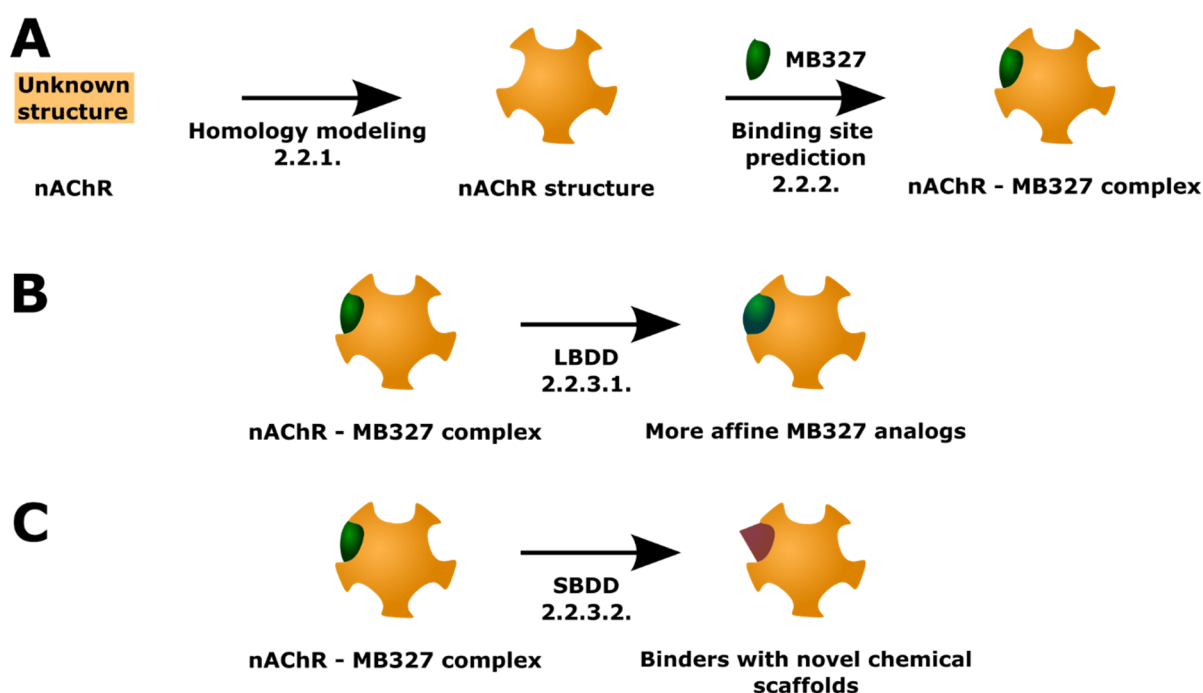 A
Unknown
structure
nAChR
Homology modeling
2.2.1.
nAChR structure
MB327
Binding site
prediction
2.2.2.
nAChR - MB327 complex
B
nAChR - MB327 complex
LBDD
2.2.3.1.
More affine MB327 analogs
C
nAChR - MB327 complex
SBDD
2.2.3.2.
Binders with novel chemical
scaffolds